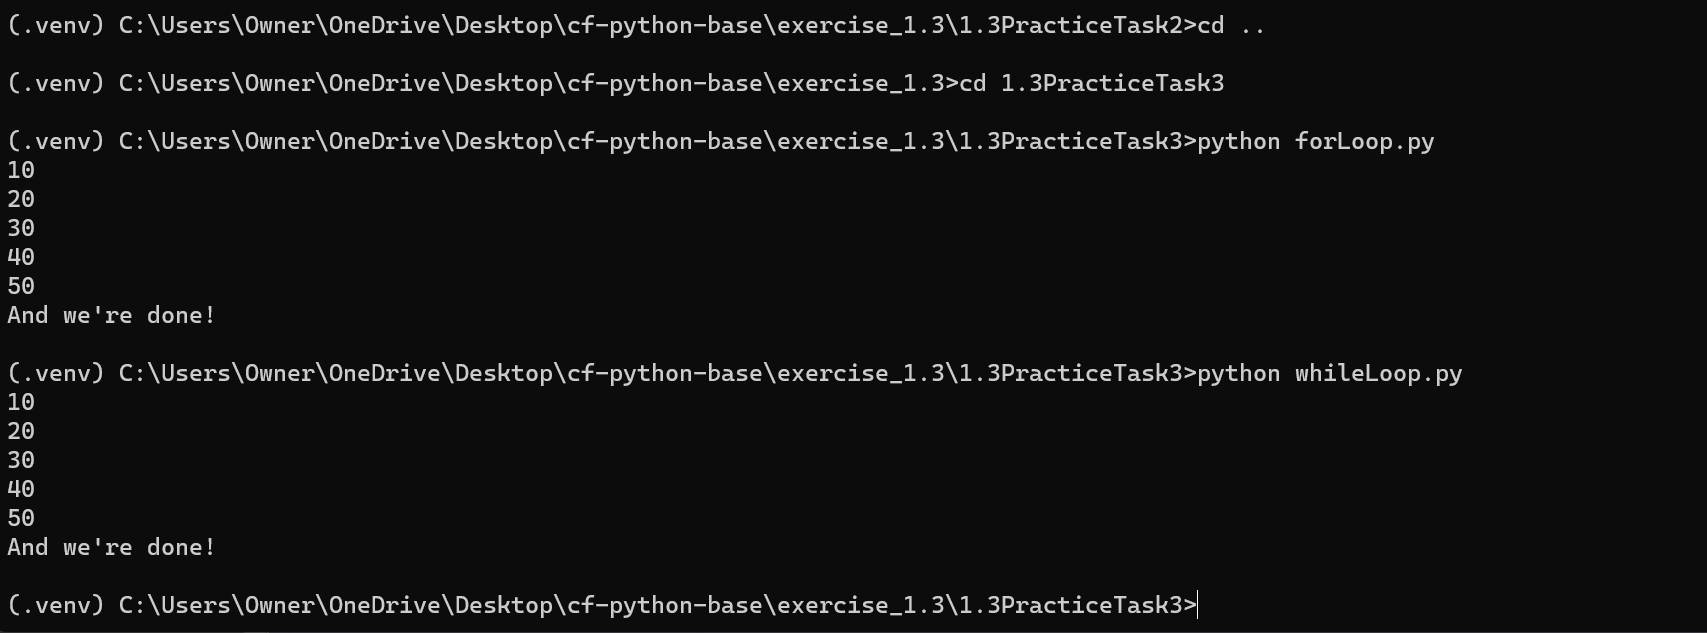 (.venv) C:\Users\Owner\OneDrive\Desktop\cf-python-base\exercise_1.3\1.3PracticeTask2>cd ..
(.venv) C:\Users\Owner\OneDrive\Desktop\cf-python-base\exercise_1.3>cd 1.3PracticeTask3
(.venv) C:\Users\Owner\OneDrive\Desktop\cf-python-base\exercise_1.3\1.3PracticeTask3>python forLoop.py
10
20
30
40
50
And we're done!
(.venv) C:\Users\Owner\OneDrive\Desktop\cf-python-base\exercise_1.3\1.3PracticeTask3>python whileLoop.py
10
20
30
40
50
And we're done!
(.venv) C:\Users\Owner\OneDrive\Desktop\cf-python-base\exercise_1.3\1.3PracticeTask3>